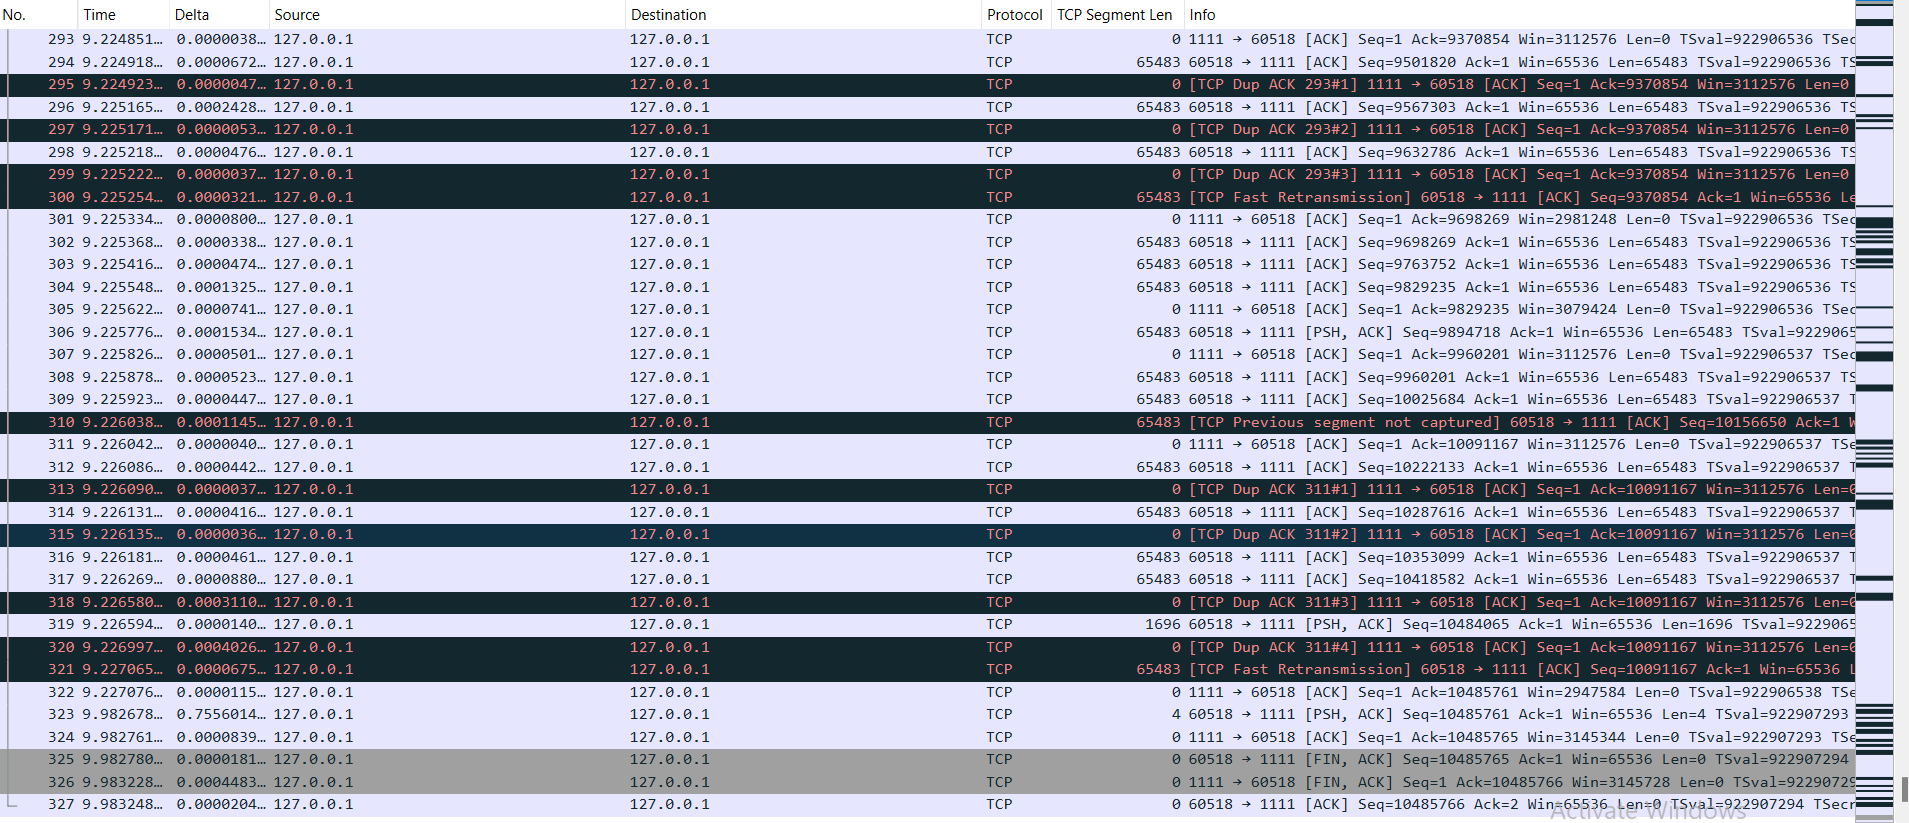 No. Time Delta Source Destination Protocol TCP Segment Len Info
293 9.224851… 0.0000038… 127.0.0.1 127.0.0.1 TCP 0 1111 → 60518 [ACK] Seq=1 Ack=9370854 Win=3112576 Len=0 TSval=922906536 TSec
294 9.224918… 0.0000672… 127.0.0.1 127.0.0.1 TCP 65483 60518 → 1111 [ACK] Seq=9501820 Ack=1 Win=65536 Len=65483 TSval=922906536 TS
295 9.224923… 0.0000047… 127.0.0.1 127.0.0.1 TCP 0 [TCP Dup ACK 293#1] 1111 → 60518 [ACK] Seq=1 Ack=9370854 Win=3112576 Len=0
296 9.225165… 0.0002428… 127.0.0.1 127.0.0.1 TCP 65483 60518 → 1111 [ACK] Seq=9567303 Ack=1 Win=65536 Len=65483 TSval=922906536 TS
297 9.225171… 0.0000053… 127.0.0.1 127.0.0.1 TCP 0 [TCP Dup ACK 293#2] 1111 → 60518 [ACK] Seq=1 Ack=9370854 Win=3112576 Len=0
298 9.225218… 0.0000476… 127.0.0.1 127.0.0.1 TCP 65483 60518 → 1111 [ACK] Seq=9632786 Ack=1 Win=65536 Len=65483 TSval=922906536 TS
299 9.225222… 0.0000037… 127.0.0.1 127.0.0.1 TCP 0 [TCP Dup ACK 293#3] 1111 → 60518 [ACK] Seq=1 Ack=9370854 Win=3112576 Len=0
300 9.225254… 0.0000321… 127.0.0.1 127.0.0.1 TCP 65483 [TCP Fast Retransmission] 60518 → 1111 [ACK] Seq=9370854 Ack=1 Win=65536 Le
301 9.225334… 0.0000800… 127.0.0.1 127.0.0.1 TCP 0 1111 → 60518 [ACK] Seq=1 Ack=9698269 Win=2981248 Len=0 TSval=922906536 TSec
302 9.225368… 0.0000338… 127.0.0.1 127.0.0.1 TCP 65483 60518 → 1111 [ACK] Seq=9698269 Ack=1 Win=65536 Len=65483 TSval=922906536 TS
303 9.225416… 0.0000474… 127.0.0.1 127.0.0.1 TCP 65483 60518 → 1111 [ACK] Seq=9763752 Ack=1 Win=65536 Len=65483 TSval=922906536 TS
304 9.225548… 0.0001325… 127.0.0.1 127.0.0.1 TCP 65483 60518 → 1111 [ACK] Seq=9829235 Ack=1 Win=65536 Len=65483 TSval=922906536 TS
305 9.225622… 0.0000741… 127.0.0.1 127.0.0.1 TCP 0 1111 → 60518 [ACK] Seq=1 Ack=9829235 Win=3079424 Len=0 TSval=922906536 TSec
306 9.225776… 0.0001534… 127.0.0.1 127.0.0.1 TCP 65483 60518 → 1111 [PSH, ACK] Seq=9894718 Ack=1 Win=65536 Len=65483 TSval=9229065
307 9.225826… 0.0000501… 127.0.0.1 127.0.0.1 TCP 0 1111 → 60518 [ACK] Seq=1 Ack=9960201 Win=3112576 Len=0 TSval=922906537 TSec
308 9.225878… 0.0000523… 127.0.0.1 127.0.0.1 TCP 65483 60518 → 1111 [ACK] Seq=9960201 Ack=1 Win=65536 Len=65483 TSval=922906537 TS
309 9.225923… 0.0000447… 127.0.0.1 127.0.0.1 TCP 65483 60518 → 1111 [ACK] Seq=10025684 Ack=1 Win=65536 Len=65483 TSval=922906537 T
310 9.226038… 0.0001145… 127.0.0.1 127.0.0.1 TCP 65483 [TCP Previous segment not captured] 60518 → 1111 [ACK] Seq=10156650 Ack=1 W
311 9.226042… 0.0000040… 127.0.0.1 127.0.0.1 TCP 0 1111 → 60518 [ACK] Seq=1 Ack=10091167 Win=3112576 Len=0 TSval=922906537 TSe
312 9.226086… 0.0000442… 127.0.0.1 127.0.0.1 TCP 65483 60518 → 1111 [ACK] Seq=10222133 Ack=1 Win=65536 Len=65483 TSval=922906537 T
313 9.226090… 0.0000037… 127.0.0.1 127.0.0.1 TCP 0 [TCP Dup ACK 311#1] 1111 → 60518 [ACK] Seq=1 Ack=10091167 Win=3112576 Len=0
314 9.226131… 0.0000416… 127.0.0.1 127.0.0.1 TCP 65483 60518 → 1111 [ACK] Seq=10287616 Ack=1 Win=65536 Len=65483 TSval=922906537 T
315 9.226135… 0.0000036… 127.0.0.1 127.0.0.1 TCP 0 [TCP Dup ACK 311#2] 1111 → 60518 [ACK] Seq=1 Ack=10091167 Win=3112576 Len=0
316 9.226181… 0.0000461… 127.0.0.1 127.0.0.1 TCP 65483 60518 → 1111 [ACK] Seq=10353099 Ack=1 Win=65536 Len=65483 TSval=922906537 T
317 9.226269… 0.0000880… 127.0.0.1 127.0.0.1 TCP 65483 60518 → 1111 [ACK] Seq=10418582 Ack=1 Win=65536 Len=65483 TSval=922906537 T
318 9.226580… 0.0003110… 127.0.0.1 127.0.0.1 TCP 0 [TCP Dup ACK 311#3] 1111 → 60518 [ACK] Seq=1 Ack=10091167 Win=3112576 Len=0
319 9.226594… 0.0000140… 127.0.0.1 127.0.0.1 TCP 1696 60518 → 1111 [PSH, ACK] Seq=10484065 Ack=1 Win=65536 Len=1696 TSval=9229065
320 9.226997… 0.0004026… 127.0.0.1 127.0.0.1 TCP 0 [TCP Dup ACK 311#4] 1111 → 60518 [ACK] Seq=1 Ack=10091167 Win=3112576 Len=0
321 9.227065… 0.0000675… 127.0.0.1 127.0.0.1 TCP 65483 [TCP Fast Retransmission] 60518 → 1111 [ACK] Seq=10091167 Ack=1 Win=65536 L
322 9.227076… 0.0000115… 127.0.0.1 127.0.0.1 TCP 0 1111 → 60518 [ACK] Seq=1 Ack=10485761 Win=2947584 Len=0 TSval=922906538 TSe
323 9.982678… 0.7556014… 127.0.0.1 127.0.0.1 TCP 4 60518 → 1111 [PSH, ACK] Seq=10485761 Ack=1 Win=65536 Len=4 TSval=922907293
324 9.982761… 0.0000839… 127.0.0.1 127.0.0.1 TCP 0 1111 → 60518 [ACK] Seq=1 Ack=10485765 Win=3145344 Len=0 TSval=922907293 TSe
325 9.982780… 0.0000181… 127.0.0.1 127.0.0.1 TCP 0 60518 → 1111 [FIN, ACK] Seq=10485765 Ack=1 Win=65536 Len=0 TSval=922907294
326 9.983228… 0.0004483… 127.0.0.1 127.0.0.1 TCP 0 1111 → 60518 [FIN, ACK] Seq=1 Ack=10485766 Win=3145728 Len=0 TSval=92290729
327 9.983248… 0.0000204… 127.0.0.1 127.0.0.1 TCP 0 60518 → 1111 [ACK] Seq=10485766 Ack=2 Win=65536 Len=0 TSval=922907294 TSecr
Activate Windows